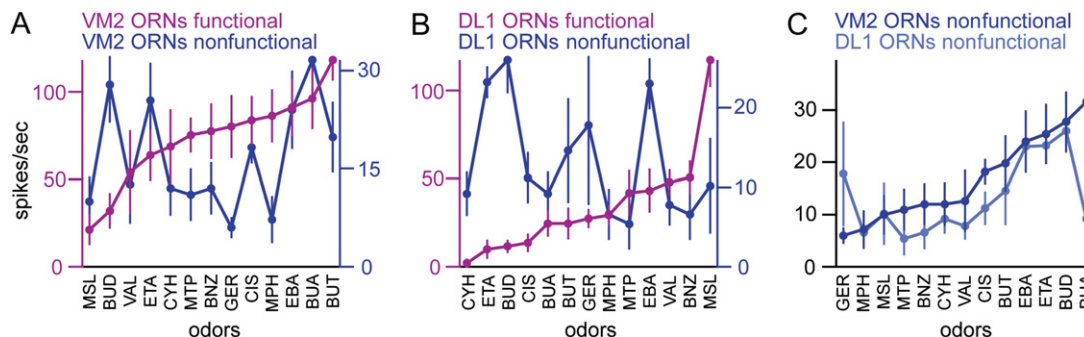 A
VM2 ORNs functional
VM2 ORNs nonfunctional
spikes/sec
100
50
0
30
15
0
MSL BUD VAL ETA CYH MTP BNZ GER CIS MPH EBA BUA BUT
odors
B
DL1 ORNs functional
DL1 ORNs nonfunctional
100
50
0
20
10
0
CYH ETA BUD CIS BUA BUT GER MPH MTP EBA VAL BNZ MSL
odors
C
VM2 ORNs nonfunctional
DL1 ORNs nonfunctional
30
20
10
0
GER MPH MSL MTP BNZ CYH VAL CIS BUT EBA ETA BUD BUA
odors